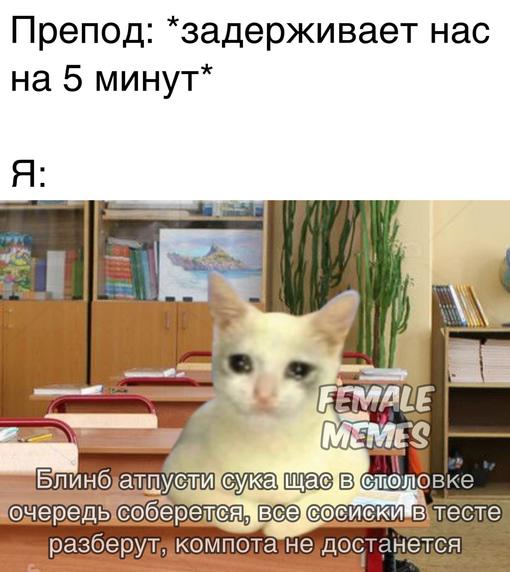 Препод: *задерживает нас
на 5 минут*
Я:
FEMALE
MEMES
Блинб атпусти сука щас в столовке
очередь соберется, все сосиски в тесте
разберут, компота не достанется